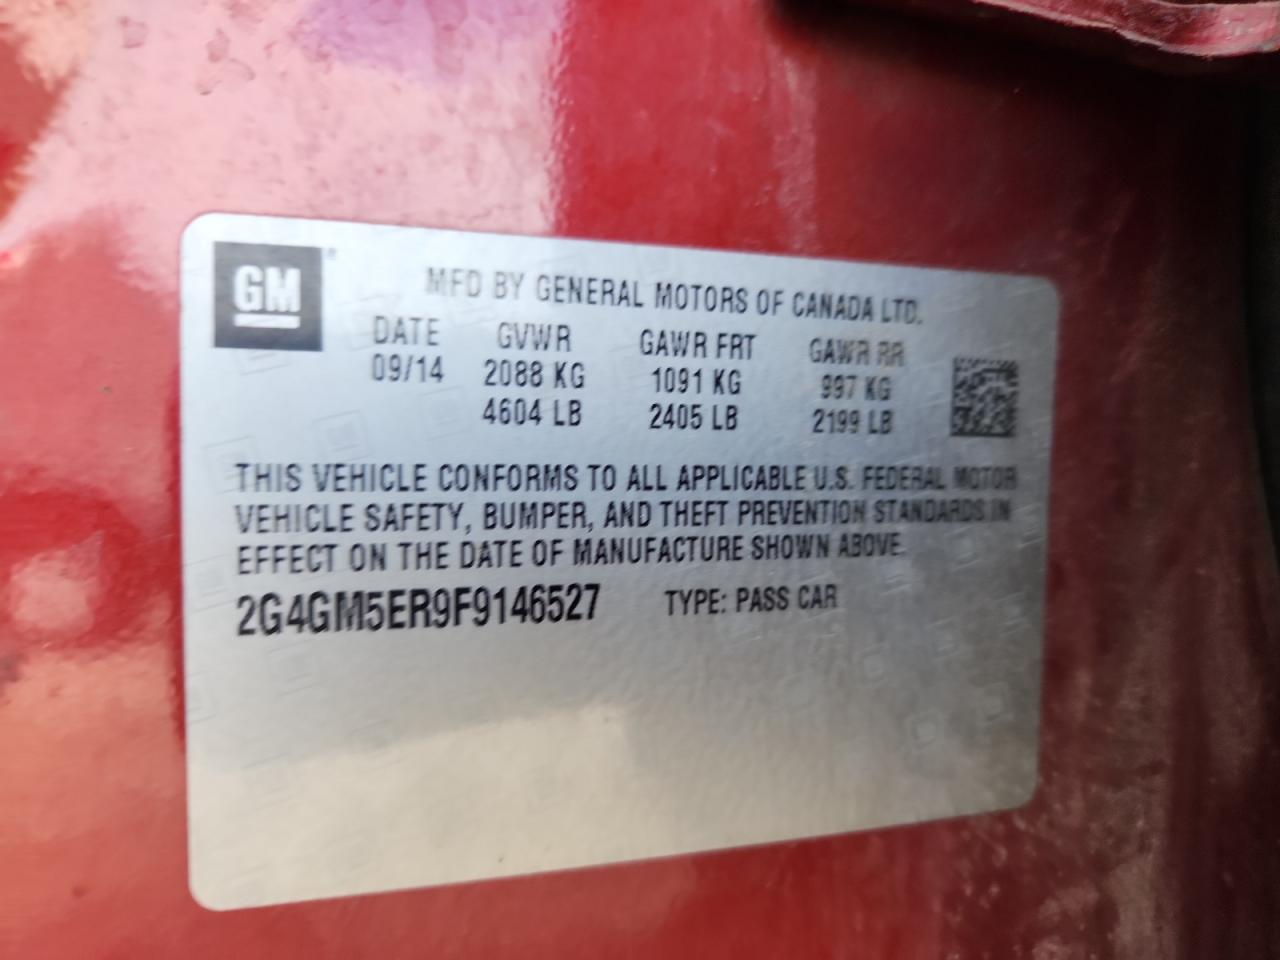 GM®
MFD BY GENERAL MOTORS OF CANADA LTD.
DATE GVWR GAWR FRT GAWR RR
09/14 2088 KG 1091 KG 997 KG
4604 LB 2405 LB 2199 LB
THIS VEHICLE CONFORMS TO ALL APPLICABLE U.S. FEDERAL MOTOR
VEHICLE SAFETY, BUMPER, AND THEFT PREVENTION STANDARDS IN
EFFECT ON THE DATE OF MANUFACTURE SHOWN ABOVE.
2G4GM5ER9F9146527 TYPE: PASS CAR